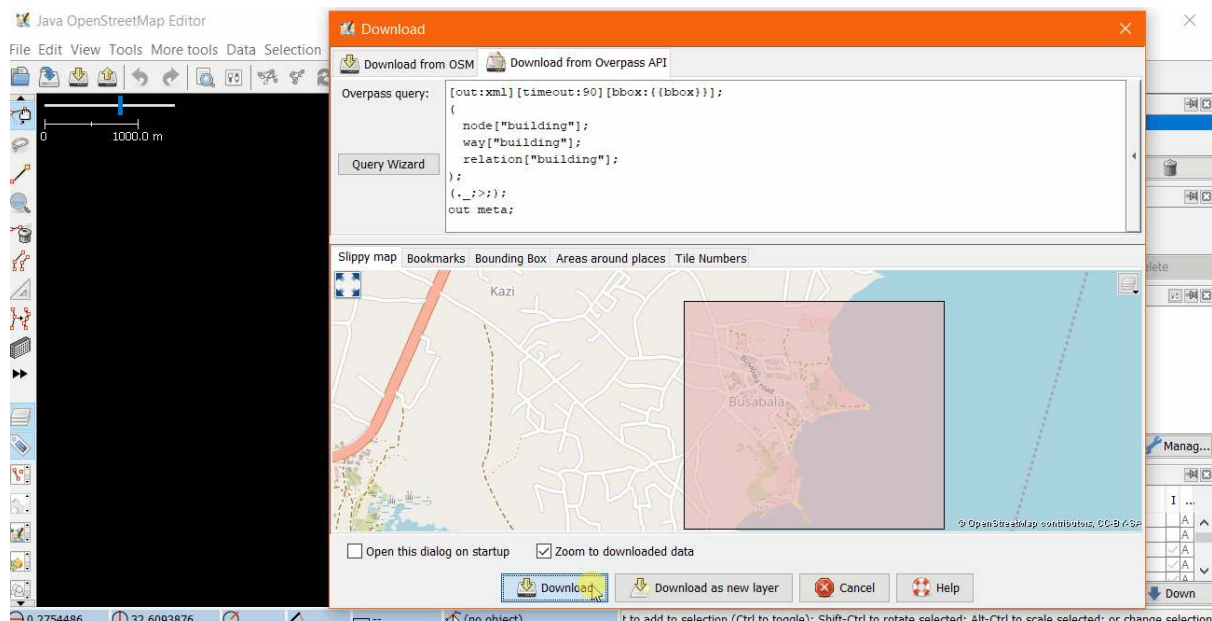 Java OpenStreetMap Editor
File Edit View Tools More tools Data Selection
0 1000.0 m
Download
Download from OSM Download from Overpass API
Overpass query:
Query Wizard
[out:xml][timeout:90][bbox:{{bbox}}];
(
node["building"];
way["building"];
relation["building"];
);
(._;>;);
out meta;
Slippy map Bookmarks Bounding Box Areas around places Tile Numbers
Kazi
Busabala road
Busabala
© OpenStreetMap contributors, CC-BY-SA
Open this dialog on startup Zoom to downloaded data
Download Download as new layer Cancel Help
elete
Manag...
I ...
A
A
A
A
A
Down
0.2754486 32.6093876 -- (no object) t to add to selection (Ctrl to toggle); Shift-Ctrl to rotate selected; Alt-Ctrl to scale selected; or change selection